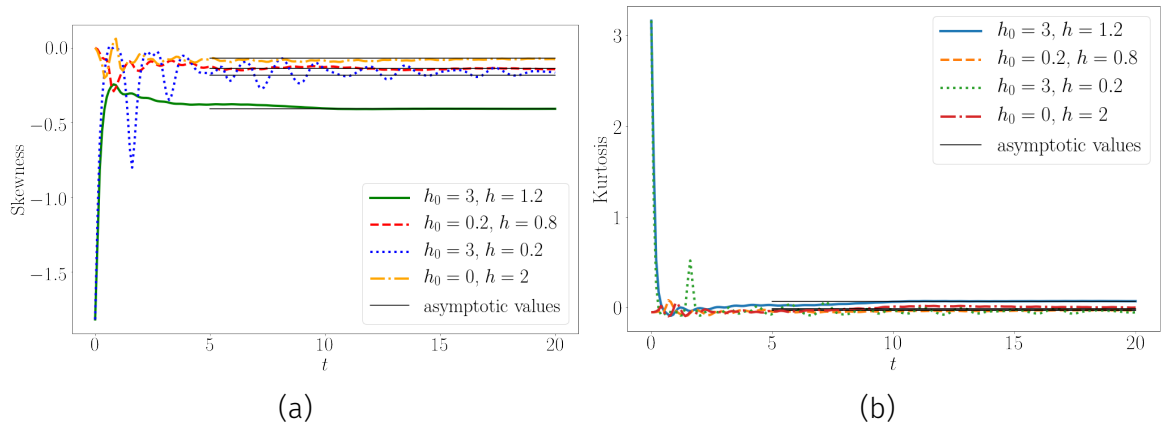 0.0
−0.5
−1.0
−1.5
Skewness
h₀ = 3, h = 1.2
h₀ = 0.2, h = 0.8
h₀ = 3, h = 0.2
h₀ = 0, h = 2
asymptotic values
0 5 10 15 20
t
(a)
3
2
1
0
Kurtosis
h₀ = 3, h = 1.2
h₀ = 0.2, h = 0.8
h₀ = 3, h = 0.2
h₀ = 0, h = 2
asymptotic values
0 5 10 15 20
t
(b)